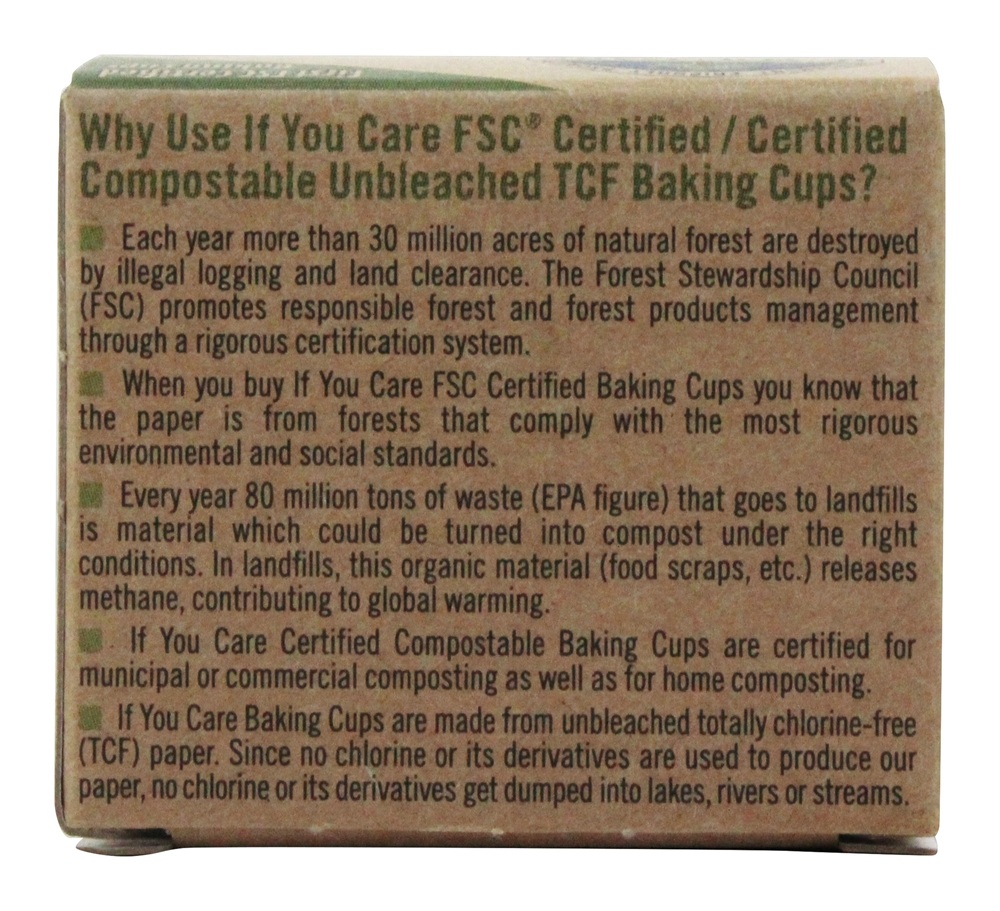 Why Use If You Care FSC® Certified / Certified
Compostable Unbleached TCF Baking Cups?
Each year more than 30 million acres of natural forest are destroyed
by illegal logging and land clearance. The Forest Stewardship Council
(FSC) promotes responsible forest and forest products management
through a rigorous certification system.
When you buy If You Care FSC Certified Baking Cups you know that
the paper is from forests that comply with the most rigorous
environmental and social standards.
Every year 80 million tons of waste (EPA figure) that goes to landfills
is material which could be turned into compost under the right
conditions. In landfills, this organic material (food scraps, etc.) releases
methane, contributing to global warming.
If You Care Certified Compostable Baking Cups are certified for
municipal or commercial composting as well as for home composting.
If You Care Baking Cups are made from unbleached totally chlorine-free
(TCF) paper. Since no chlorine or its derivatives are used to produce our
paper, no chlorine or its derivatives get dumped into lakes, rivers or streams.